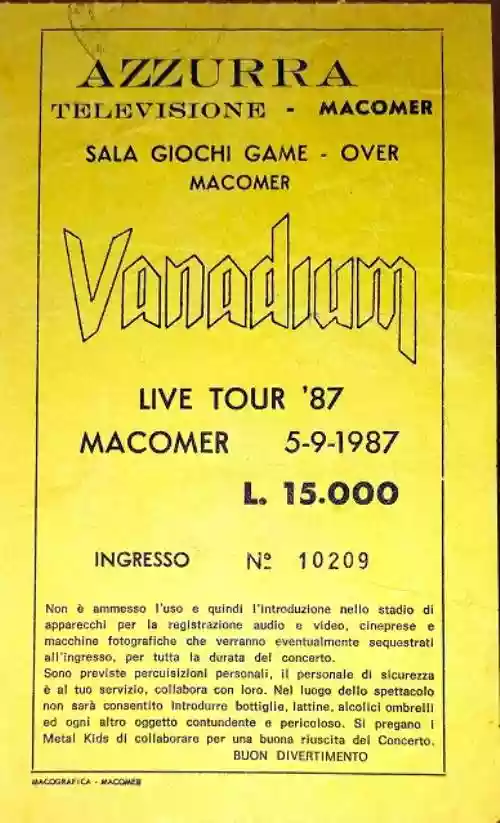 AZZURRA
TELEVISIONE - MACOMER
SALA GIOCHI GAME - OVER
MACOMER
Vanadium
LIVE TOUR '87
MACOMER 5-9-1987
L. 15.000
INGRESSO Nº 10209
Non è ammesso l'uso e quindi l'introduzione nello stadio di
apparecchi per la registrazione audio e video, cineprese e
macchine fotografiche che verranno eventualmente sequestrati
all'ingresso, per tutta la durata del concerto.
Sono previste percuisizioni personali, il personale di sicurezza
è al tuo servizio, collabora con loro. Nel luogo dello spettacolo
non sarà consentito introdurre bottiglie, lattine, alcolici ombrelli
ed ogni altro oggetto contundente e pericoloso. Si pregano i
Metal Kids di collaborare per una buona riuscita del Concerto.
BUON DIVERTIMENTO
MACOGRAFICA - MACOMER